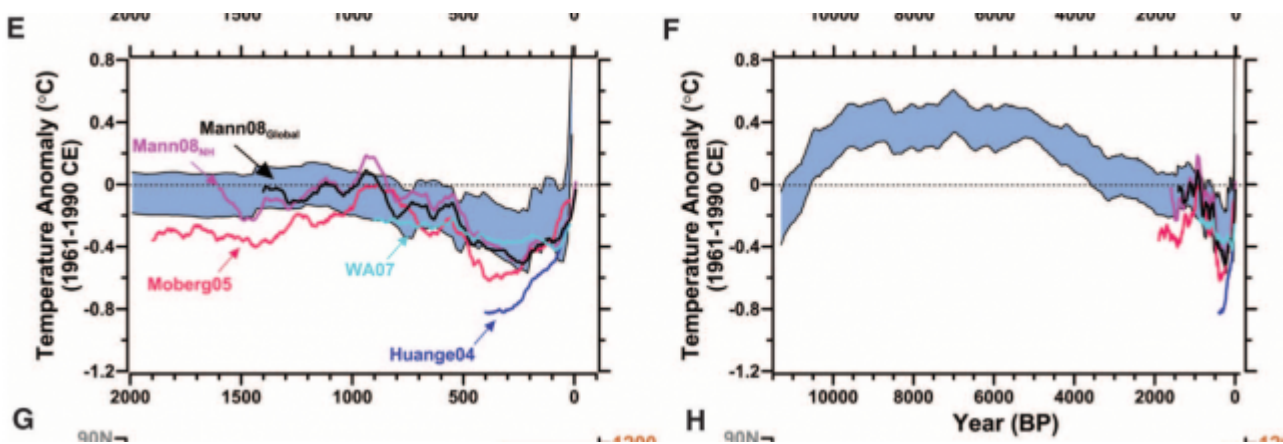 2000 1500 1000 500 0
10000 8000 6000 4000 2000 0
E
F
0.8
0.4
0
-0.4
-0.8
-1.2
Temperature Anomaly (°C)
(1961-1990 CE)
Mann08Global
Mann08NH
Moberg05
WA07
Huange04
2000 1500 1000 500 0
0.8
0.4
0
-0.4
-0.8
-1.2
Temperature Anomaly (°C)
(1961-1990 CE)
10000 8000 6000 4000 2000 0
Year (BP)
G
H
90N
1200
90N